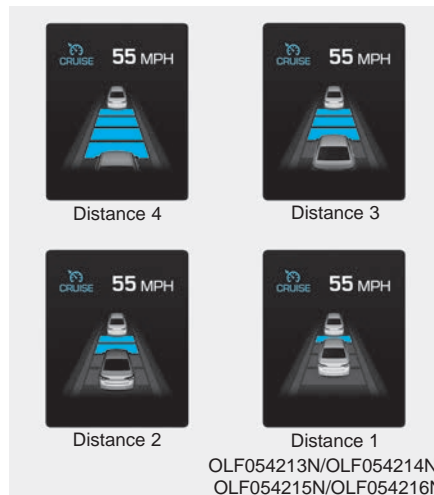 CRUISE 55 MPH
CRUISE 55 MPH
Distance 4
Distance 3
CRUISE 55 MPH
CRUISE 55 MPH
Distance 2
Distance 1
OLF054213N/OLF054214N
OLF054215N/OLF054216N